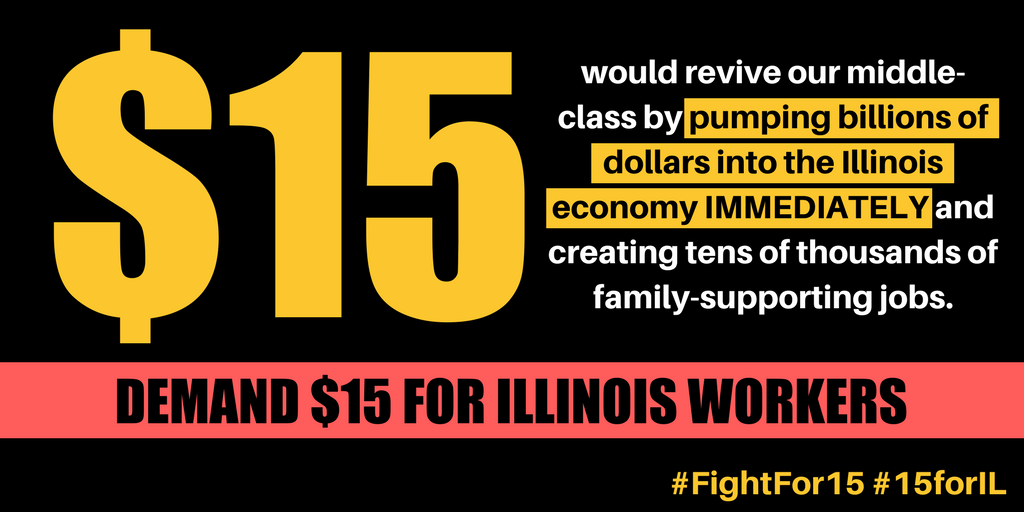 $15
would revive our middle-
class by pumping billions of
dollars into the Illinois
economy IMMEDIATELY and
creating tens of thousands of
family-supporting jobs.
DEMAND $15 FOR ILLINOIS WORKERS
#FightFor15 #15forIL